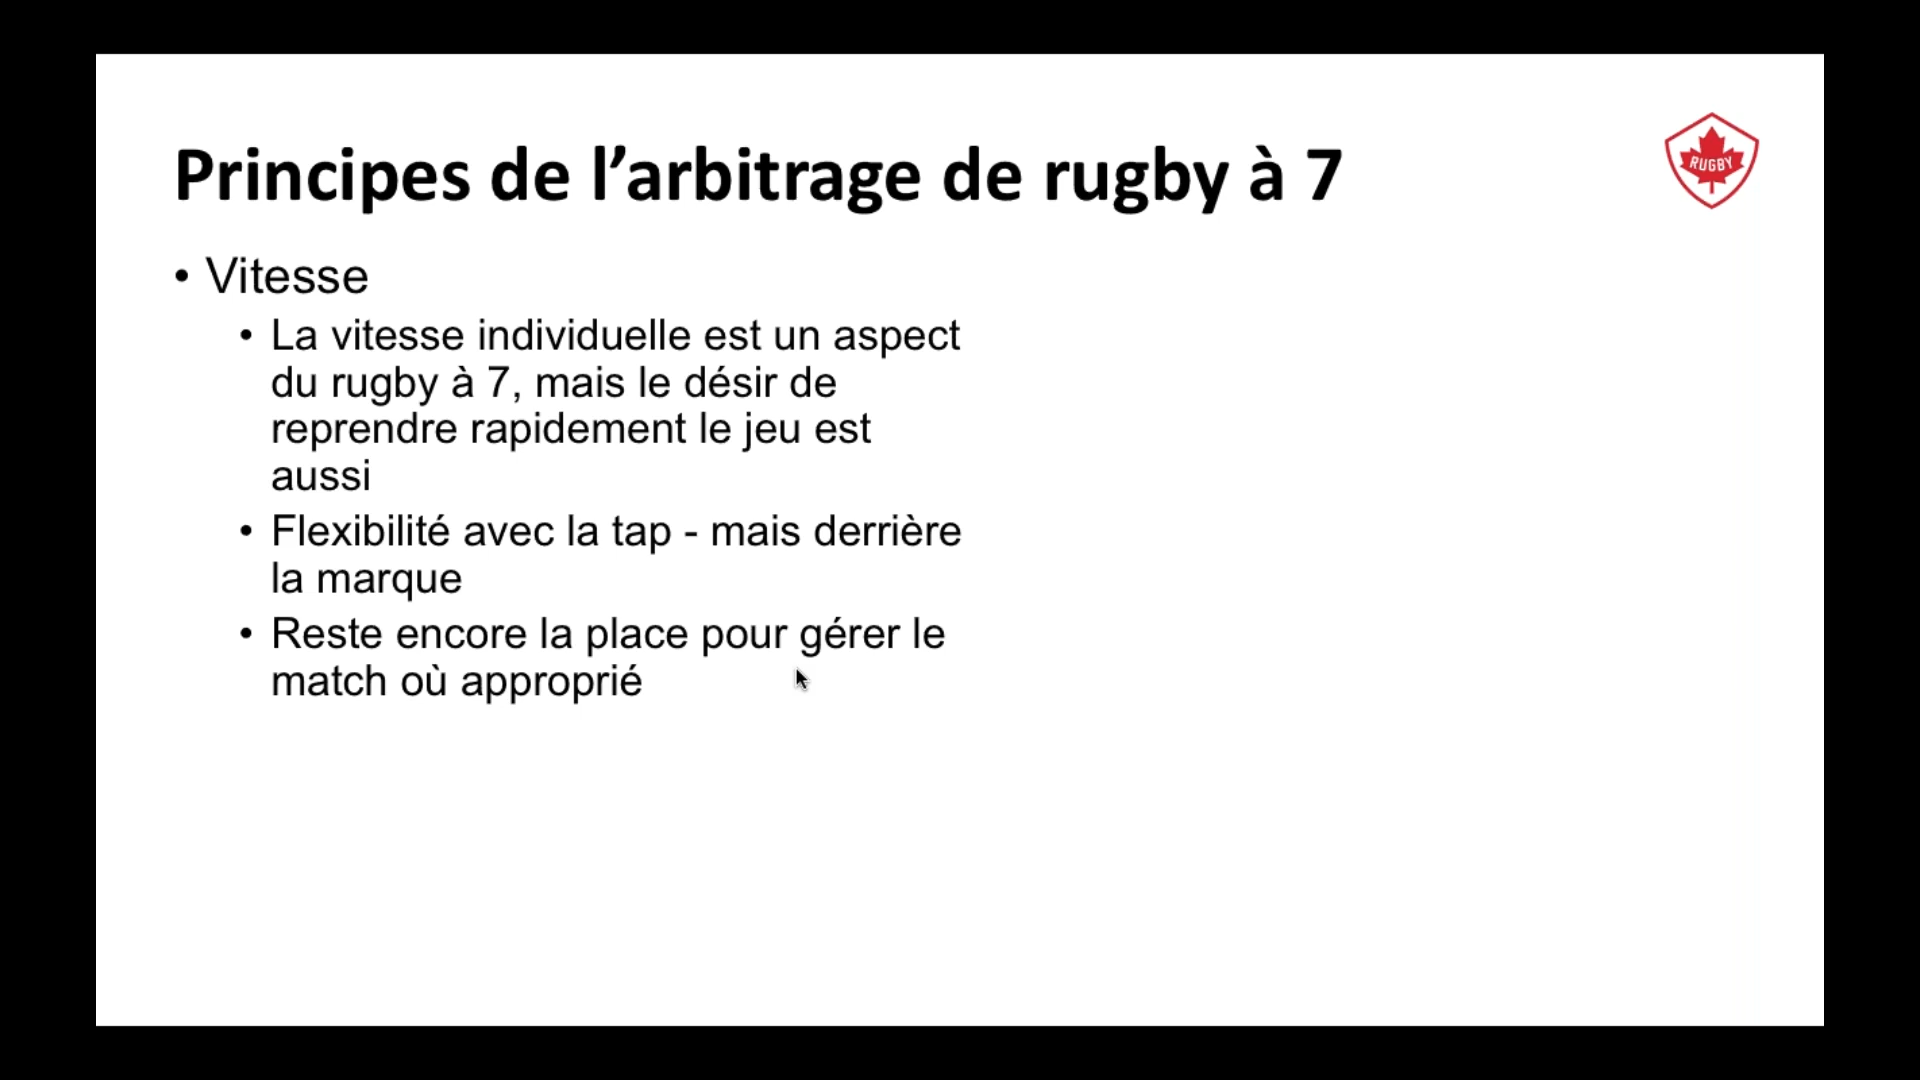 Principes de l’arbitrage de rugby à 7
RUGBY
• Vitesse
• La vitesse individuelle est un aspect
du rugby à 7, mais le désir de
reprendre rapidement le jeu est
aussi
• Flexibilité avec la tap - mais derrière
la marque
• Reste encore la place pour gérer le
match où approprié